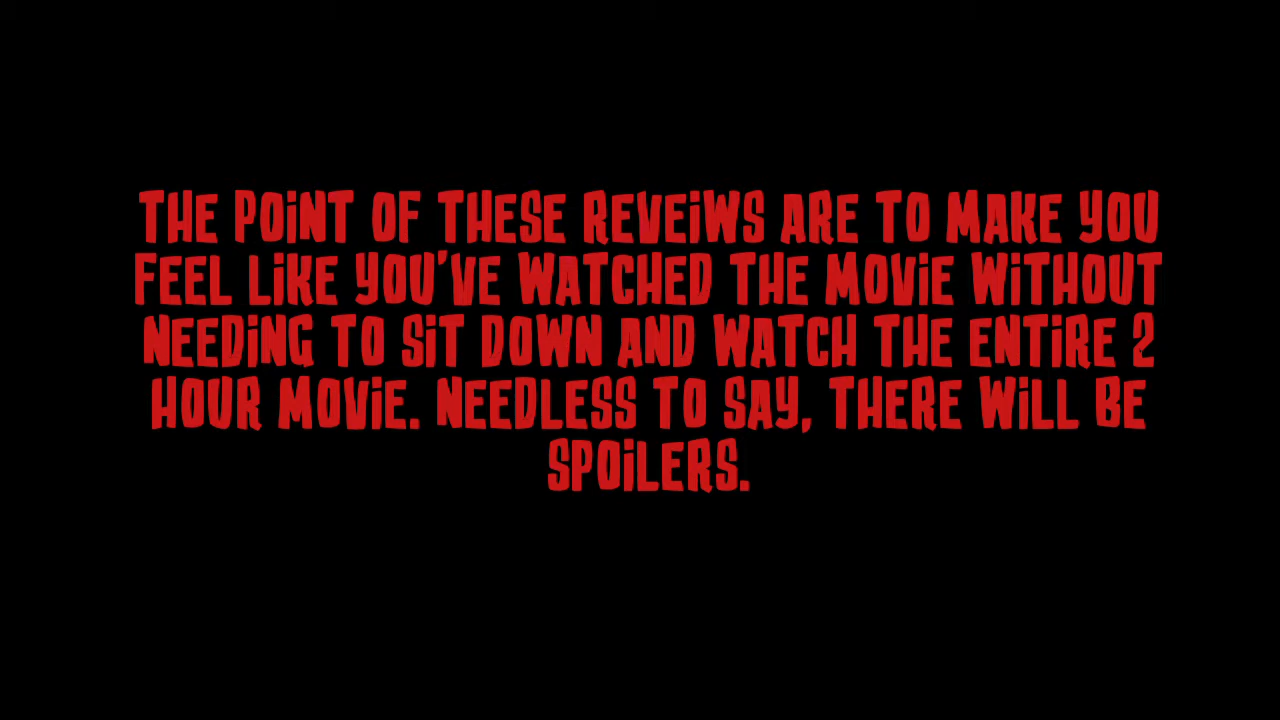 THE POiNT OF THESE REVEiWS ARE TO MAKE YOU
FEEL LiKE YOU'VE WATCHED THE MOViE WiTHOUT
NEEDiNG TO SiT DOWN AND WATCH THE ENTiRE 2
HOUR MOViE. NEEDLESS TO SAY, THERE WiLL BE
SPOiLERS.